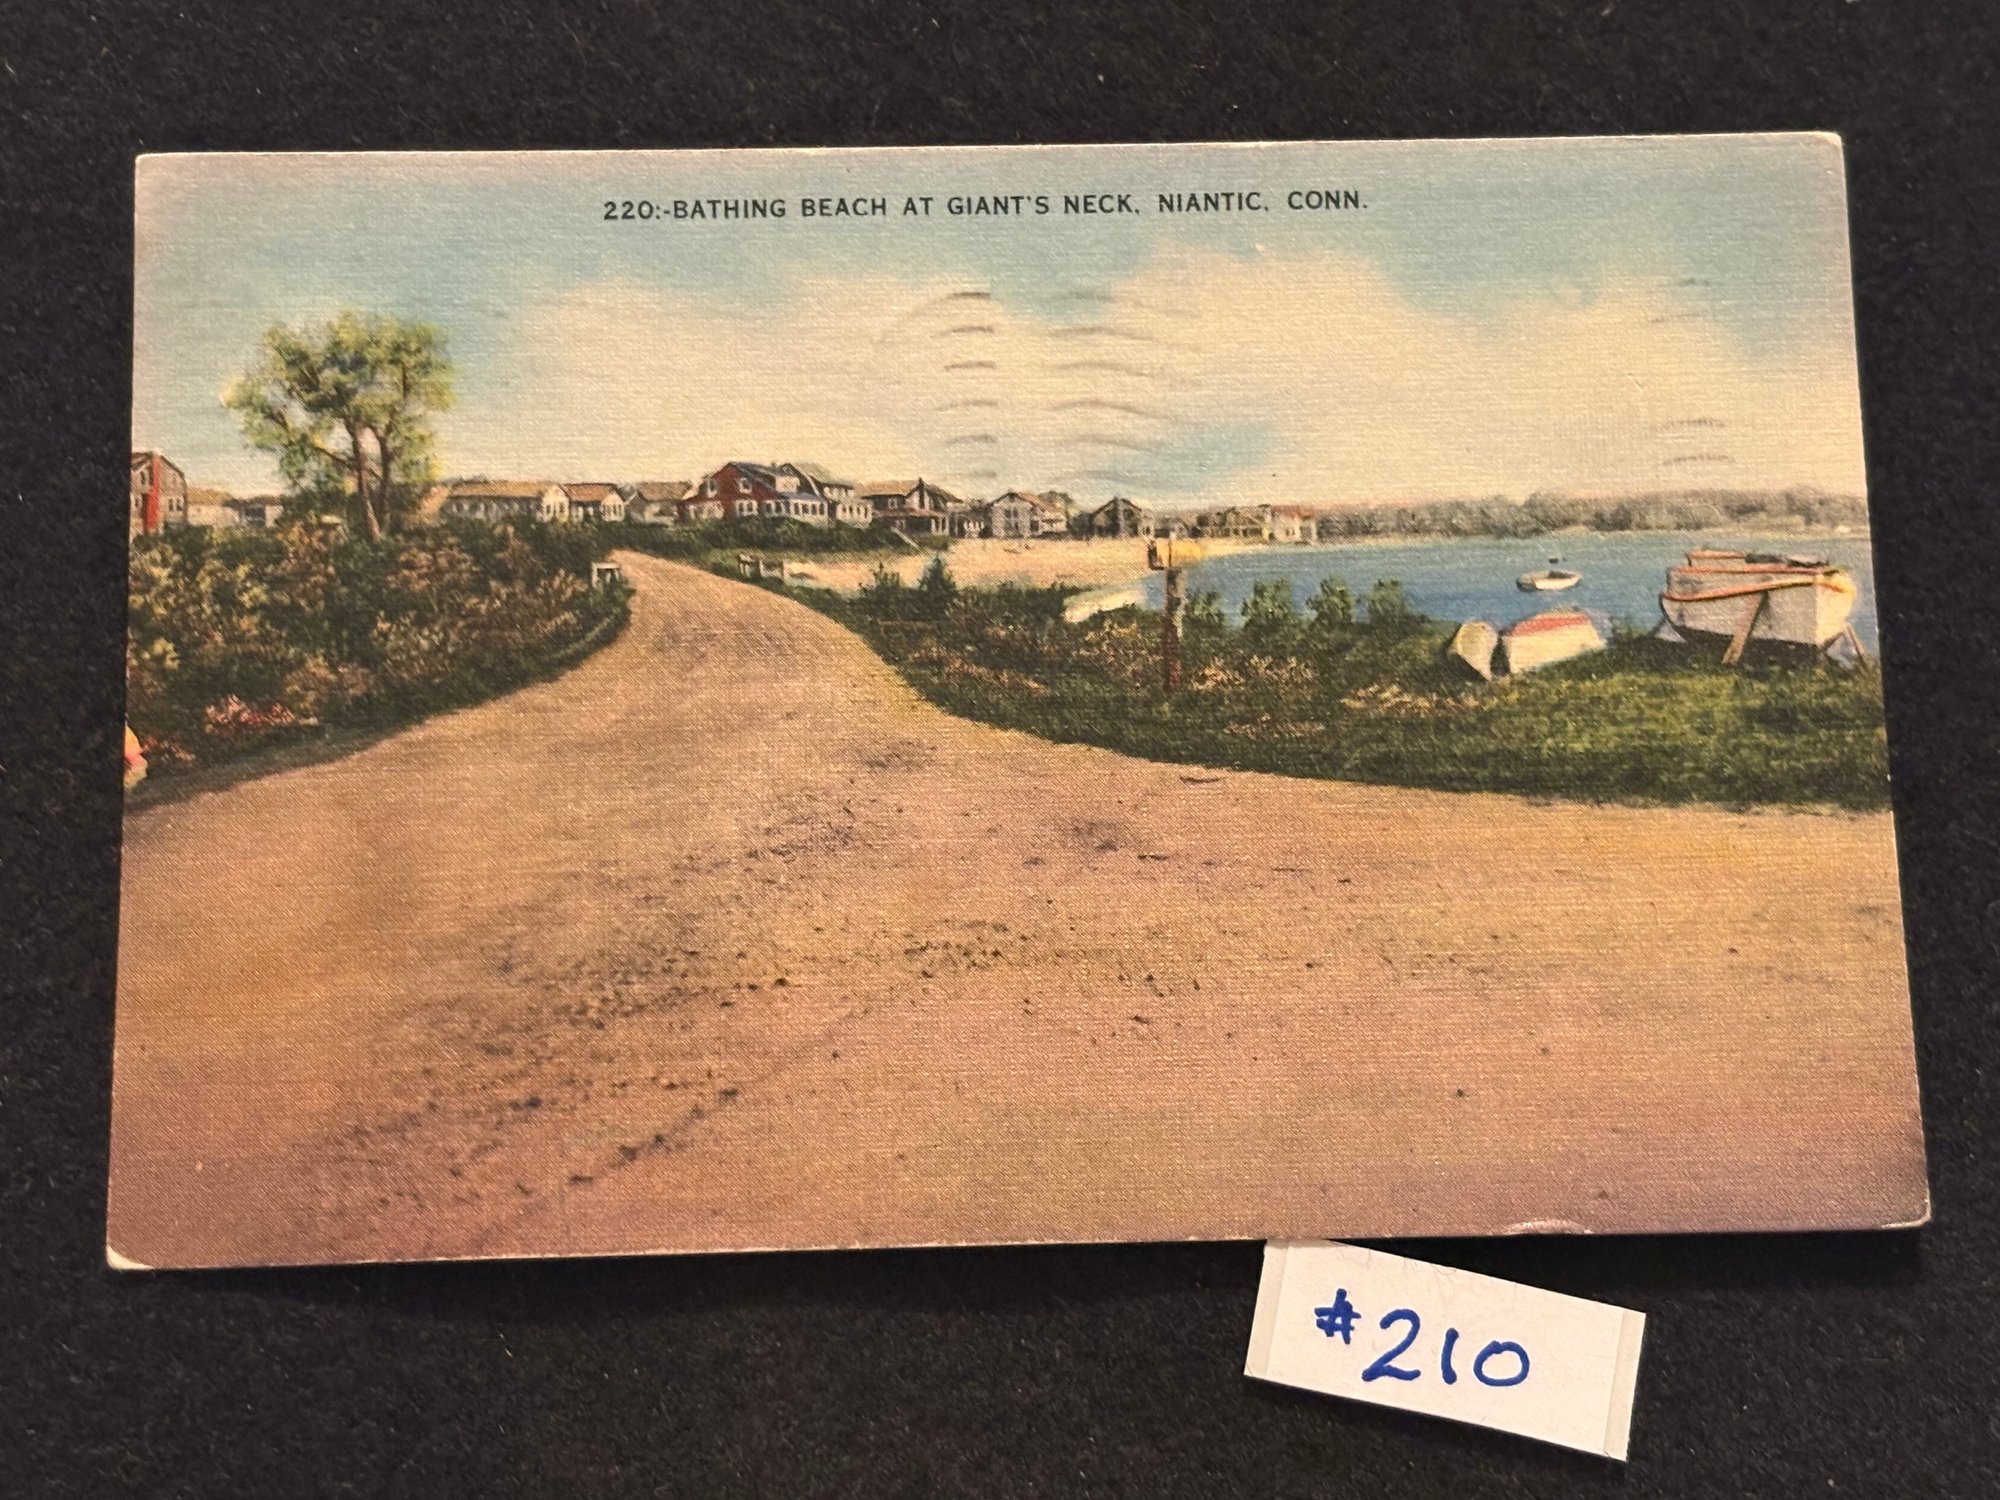 220:-BATHING BEACH AT GIANT'S NECK, NIANTIC, CONN.
#210